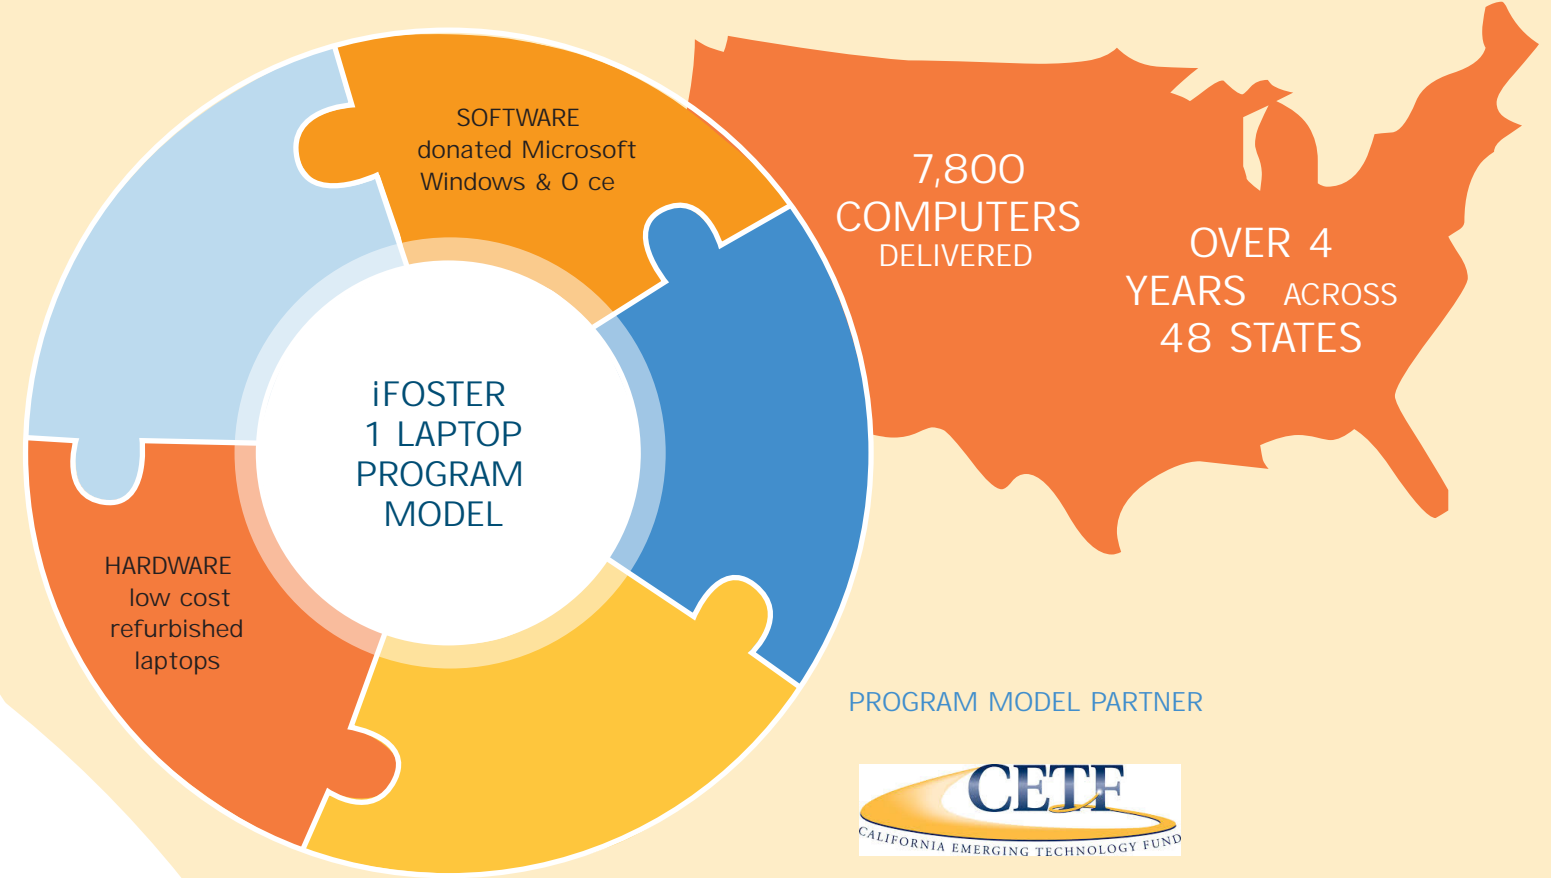 SOFTWARE
donated Microsoft
Windows & O ce
7,800
COMPUTERS
DELIVERED
OVER 4
YEARS ACROSS
48 STATES
iFOSTER
1 LAPTOP
PROGRAM
MODEL
HARDWARE
low cost
refurbished
laptops
PROGRAM MODEL PARTNER
CETF
CALIFORNIA EMERGING TECHNOLOGY FUND